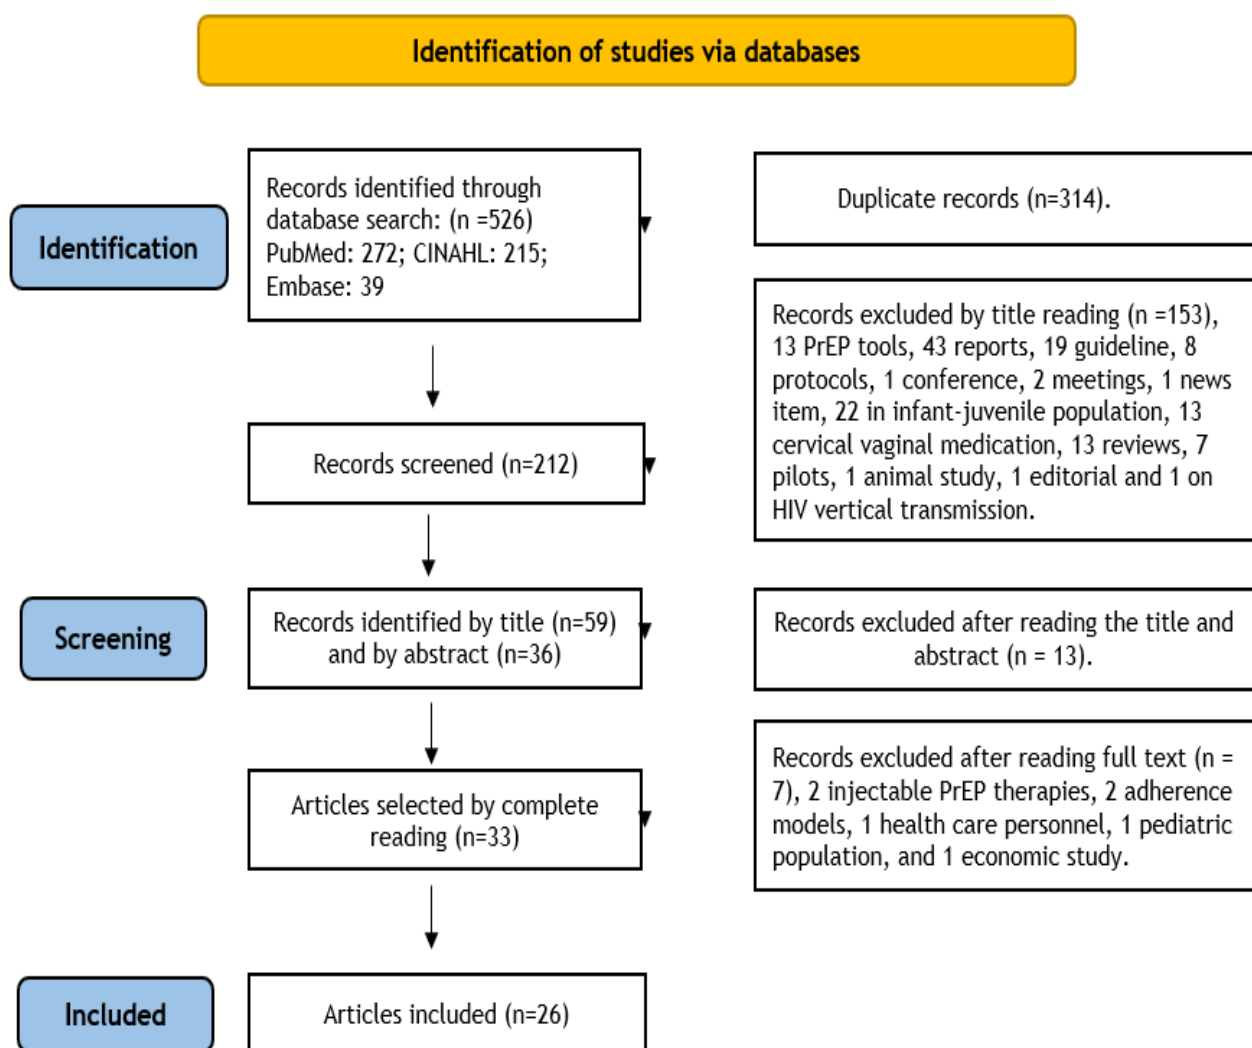 Identification of studies via databases
Identification
Records identified through
database search: (n =526)
PubMed: 272; CINAHL: 215;
Embase: 39
Duplicate records (n=314).
Records excluded by title reading (n =153),
13 PrEP tools, 43 reports, 19 guideline, 8
protocols, 1 conference, 2 meetings, 1 news
item, 22 in infant-juvenile population, 13
cervical vaginal medication, 13 reviews, 7
pilots, 1 animal study, 1 editorial and 1 on
HIV vertical transmission.
Records screened (n=212)
Screening
Records identified by title (n=59)
and by abstract (n=36)
Records excluded after reading the title and
abstract (n = 13).
Articles selected by complete
reading (n=33)
Records excluded after reading full text (n =
7), 2 injectable PrEP therapies, 2 adherence
models, 1 health care personnel, 1 pediatric
population, and 1 economic study.
Included
Articles included (n=26)